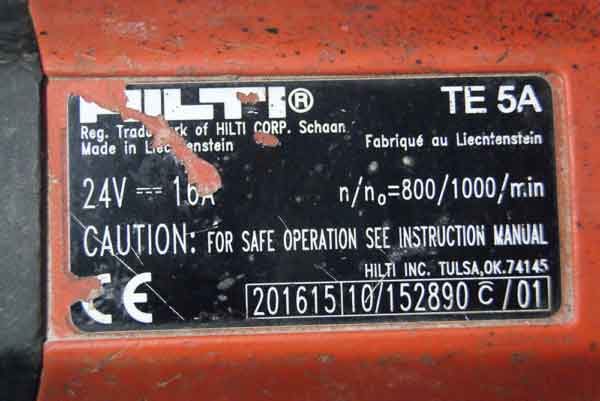 HILTI® TE 5A
Reg. Trademark of HILTI CORP. Schaan
Made in Liechtenstein Fabriqué au Liechtenstein
24V ⎓ 16A n/n₀=800/1000/min
CAUTION: FOR SAFE OPERATION SEE INSTRUCTION MANUAL
HILTI INC. TULSA,OK.74145
CE 201615 10/152890 C̅ /01